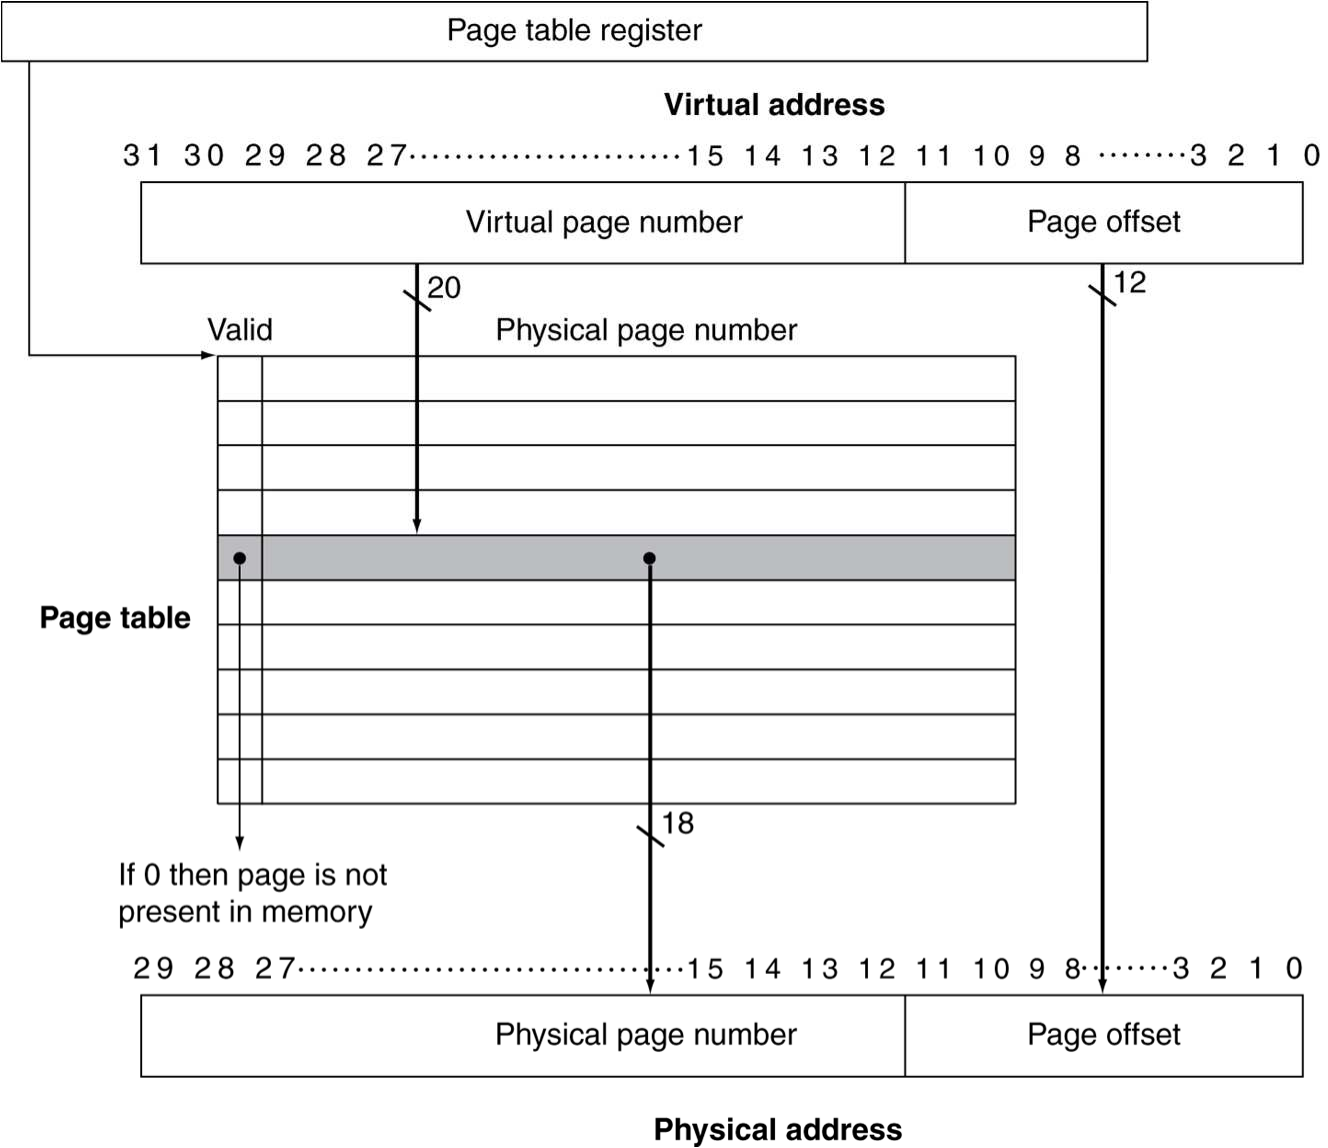 Page table register
Virtual address
31 30 29 28 27........................15 14 13 12 11 10 9 8 ........3 2 1 0
Virtual page number Page offset
20 12
Valid Physical page number
Page table
18
If 0 then page is not
present in memory
29 28 27..................................15 14 13 12 11 10 9 8........3 2 1 0
Physical page number Page offset
Physical address